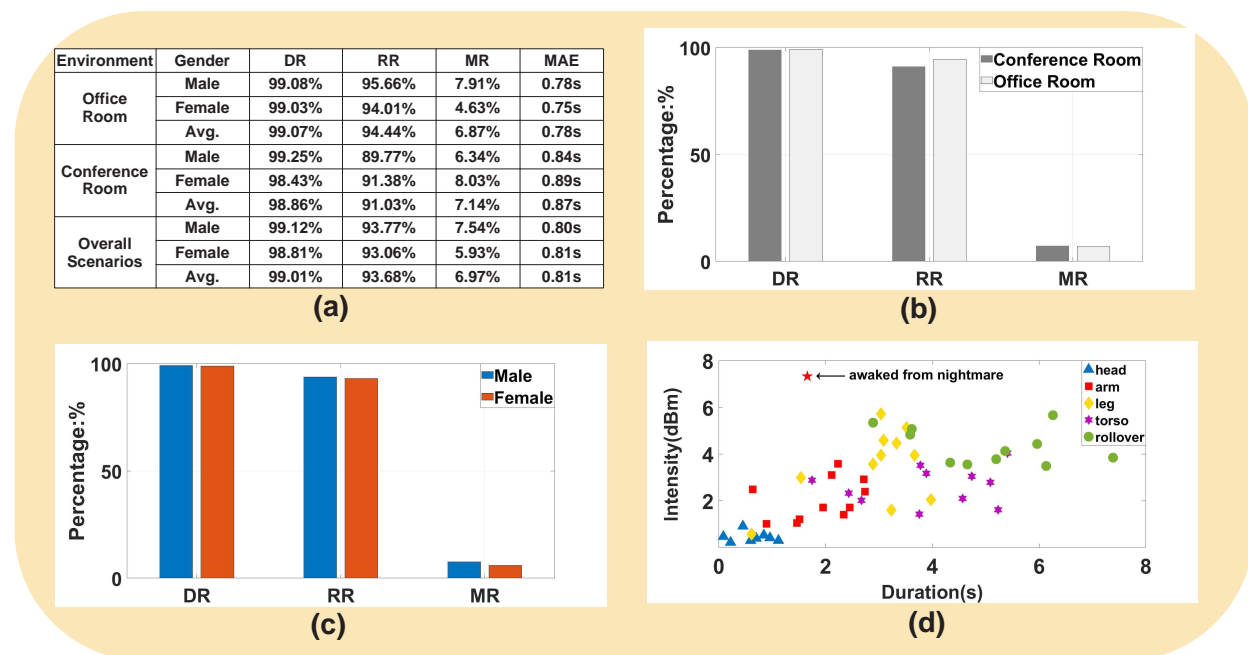 Environment Gender DR RR MR MAE
Office Room Male 99.08% 95.66% 7.91% 0.78s
Female 99.03% 94.01% 4.63% 0.75s
Avg. 99.07% 94.44% 6.87% 0.78s
Conference Room Male 99.25% 89.77% 6.34% 0.84s
Female 98.43% 91.38% 8.03% 0.89s
Avg. 98.86% 91.03% 7.14% 0.87s
Overall Scenarios Male 99.12% 93.77% 7.54% 0.80s
Female 98.81% 93.06% 5.93% 0.81s
Avg. 99.01% 93.68% 6.97% 0.81s
(a)
100
50
0
Percentage:%
Conference Room
Office Room
DR RR MR
(b)
100
50
0
Percentage:%
Male
Female
DR RR MR
(c)
8
6
4
2
Intensity(dBm)
awaked from nightmare
head
arm
leg
torso
rollover
0 2 4 6 8
Duration(s)
(d)